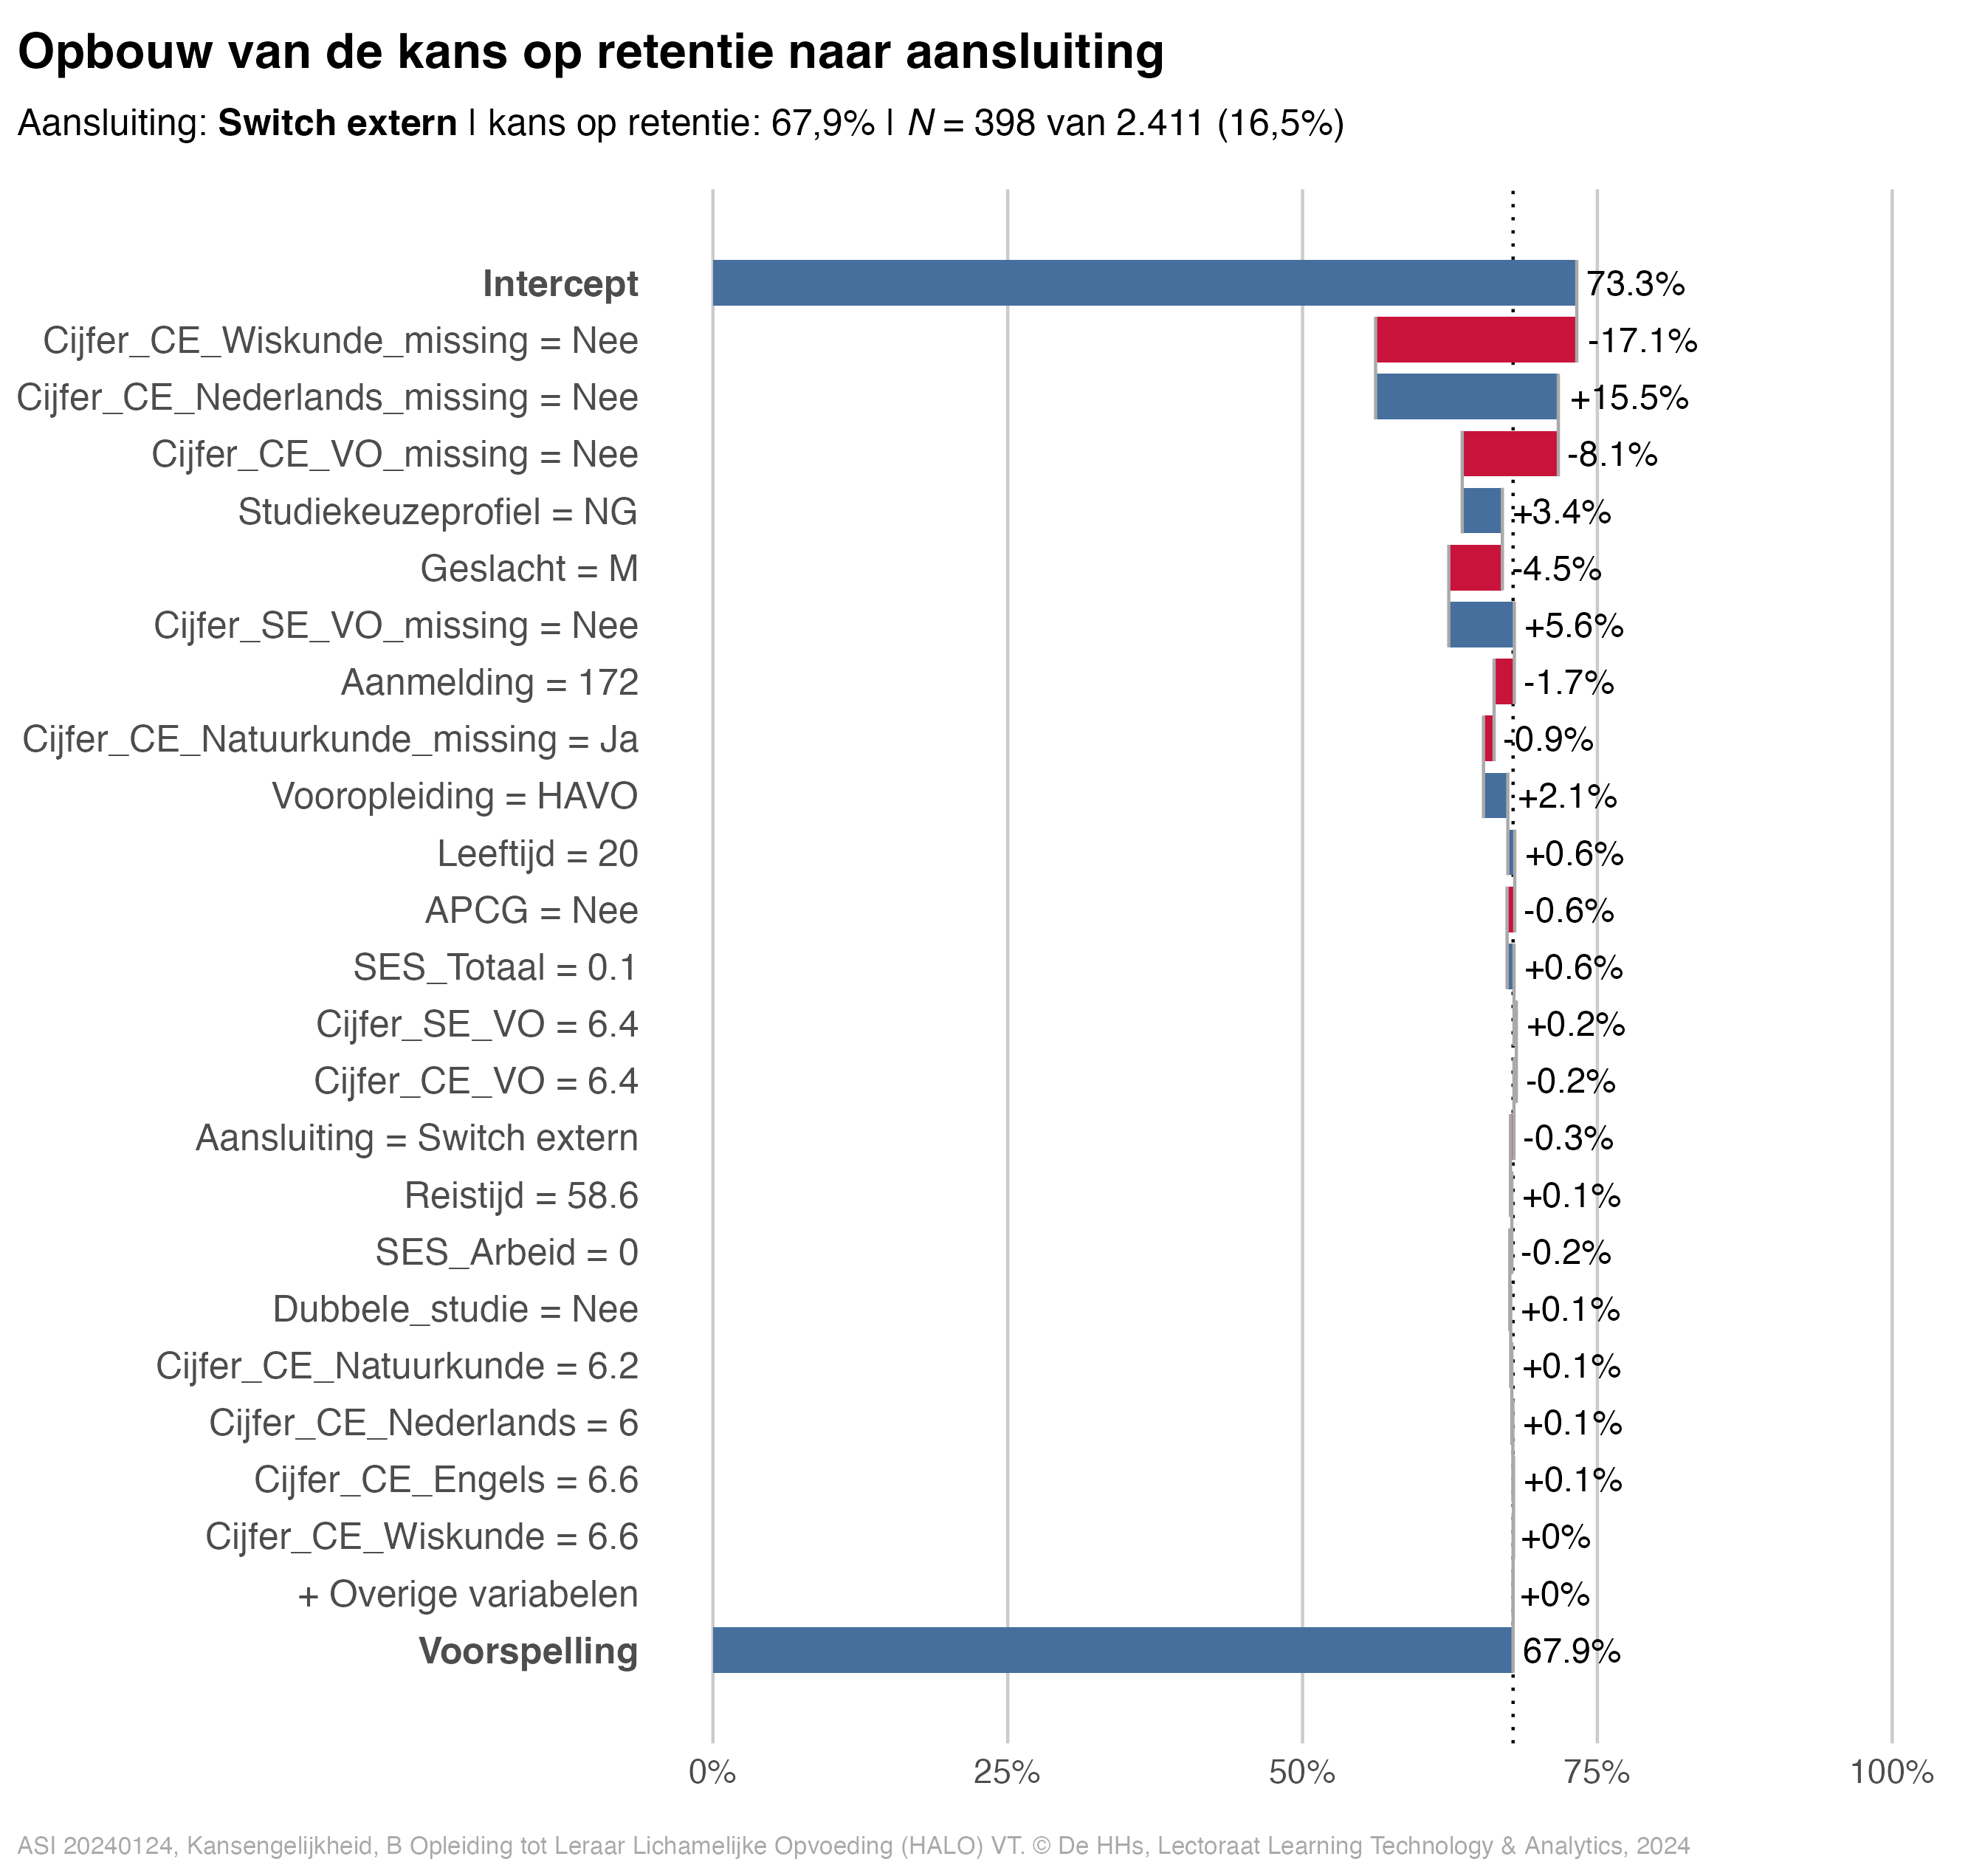 Opbouw van de kans op retentie naar aansluiting
Aansluiting: Switch extern | kans op retentie: 67,9% | N = 398 van 2.411 (16,5%)
Intercept 73.3%
Cijfer_CE_Wiskunde_missing = Nee -17.1%
Cijfer_CE_Nederlands_missing = Nee +15.5%
Cijfer_CE_VO_missing = Nee -8.1%
Studiekeuzeprofiel = NG +3.4%
Geslacht = M -4.5%
Cijfer_SE_VO_missing = Nee +5.6%
Aanmelding = 172 -1.7%
Cijfer_CE_Natuurkunde_missing = Ja -0.9%
Vooropleiding = HAVO +2.1%
Leeftijd = 20 +0.6%
APCG = Nee -0.6%
SES_Totaal = 0.1 +0.6%
Cijfer_SE_VO = 6.4 +0.2%
Cijfer_CE_VO = 6.4 -0.2%
Aansluiting = Switch extern -0.3%
Reistijd = 58.6 +0.1%
SES_Arbeid = 0 -0.2%
Dubbele_studie = Nee +0.1%
Cijfer_CE_Natuurkunde = 6.2 +0.1%
Cijfer_CE_Nederlands = 6 +0.1%
Cijfer_CE_Engels = 6.6 +0.1%
Cijfer_CE_Wiskunde = 6.6 +0%
+ Overige variabelen +0%
Voorspelling 67.9%
0% 25% 50% 75% 100%
ASI 20240124, Kansengelijkheid, B Opleiding tot Leraar Lichamelijke Opvoeding (HALO) VT. © De HHs, Lectoraat Learning Technology & Analytics, 2024